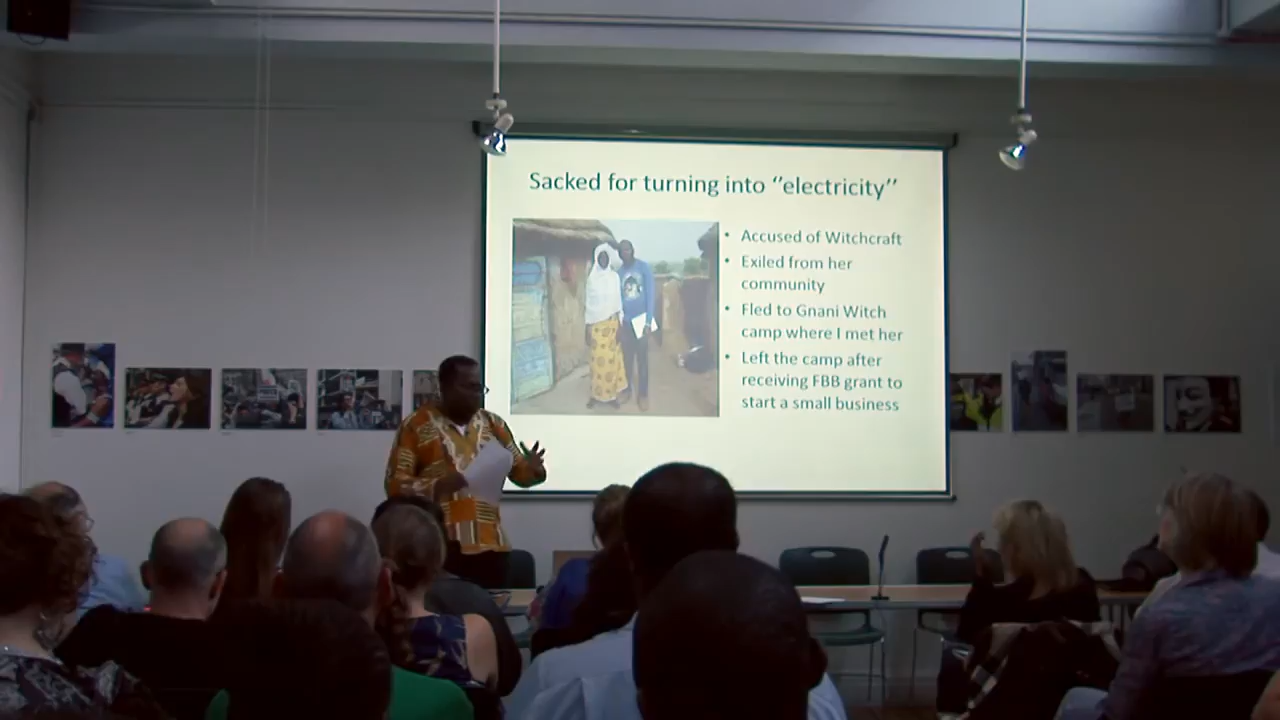 Sacked for turning into ‘’electricity’’
• Accused of Witchcraft
• Exiled from her
community
• Fled to Gnani Witch
camp where I met her
• Left the camp after
receiving FBB grant to
start a small business